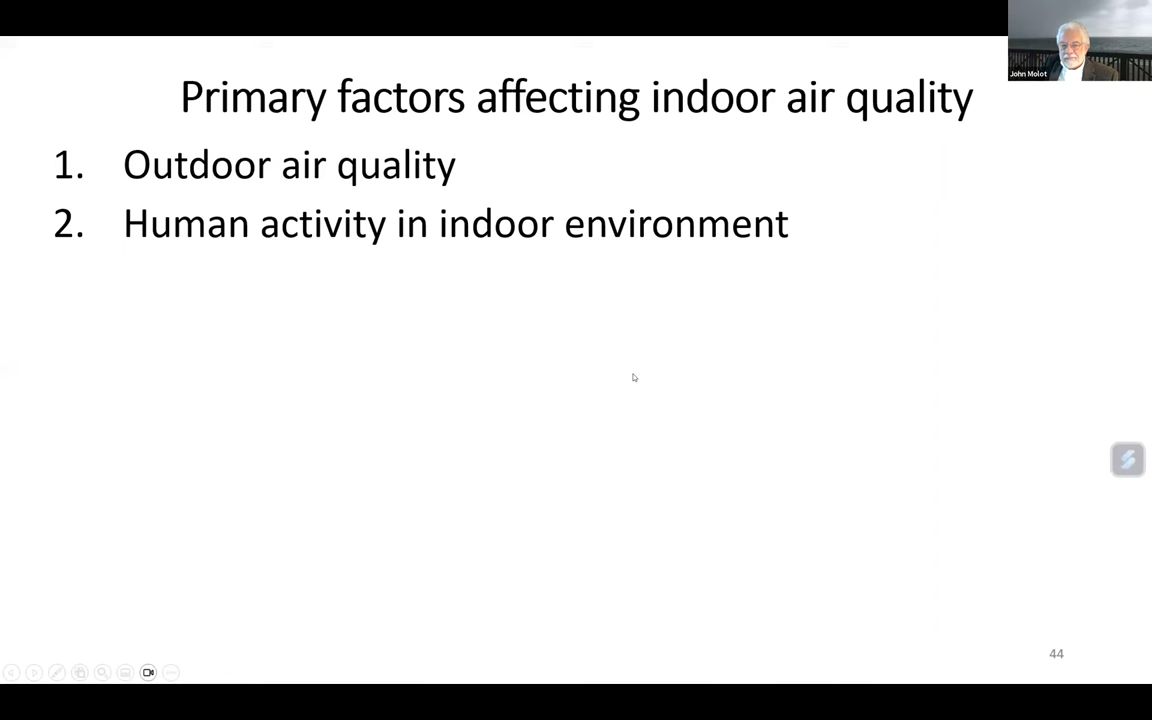 John Molot
Primary factors affecting indoor air quality
1. Outdoor air quality
2. Human activity in indoor environment
44